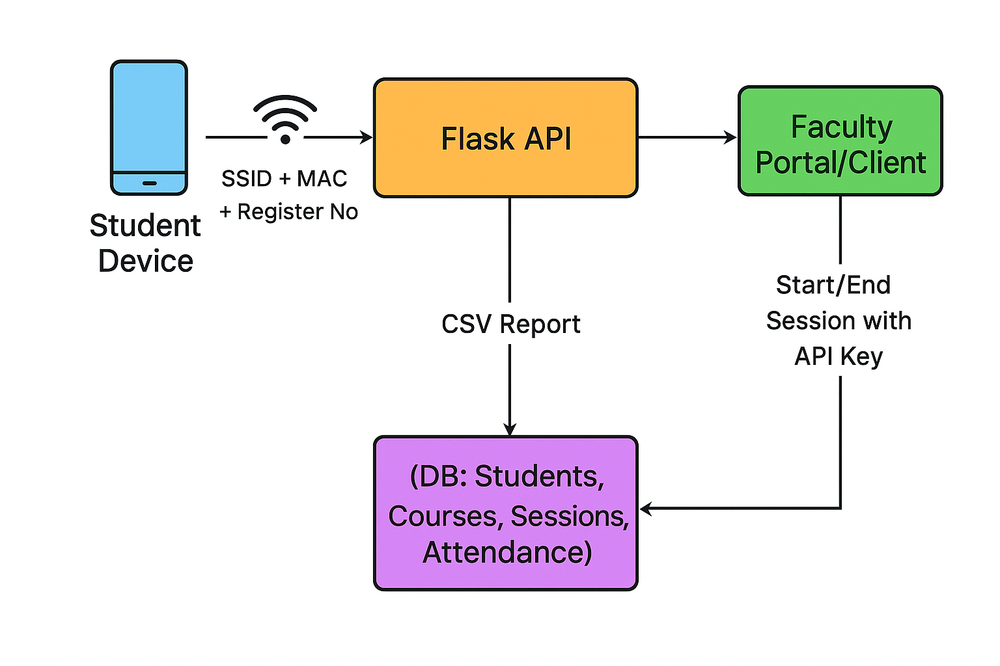 Student
Device
SSID + MAC
+ Register No
Flask API
Faculty
Portal/Client
CSV Report
Start/End
Session with
API Key
(DB: Students,
Courses, Sessions,
Attendance)